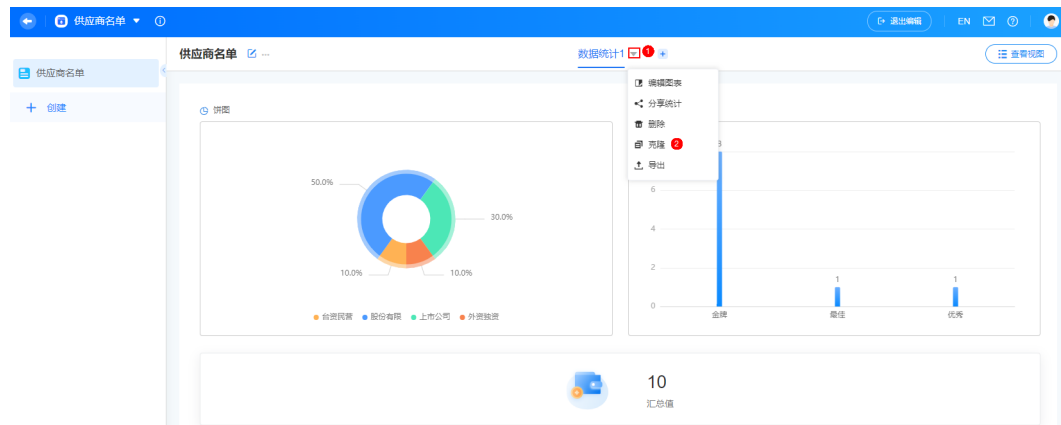 供应商名单
退出编辑
EN
供应商名单
创建
供应商名单 ...
数据统计1 1
查看视图
编辑图表
分享统计
删除
克隆 2
导出
饼图
50.0%
30.0%
10.0%
10.0%
台资民营 股份有限 上市公司 外资独资
8
6
4
2
0
1
1
金牌
最佳
优秀
10
汇总值